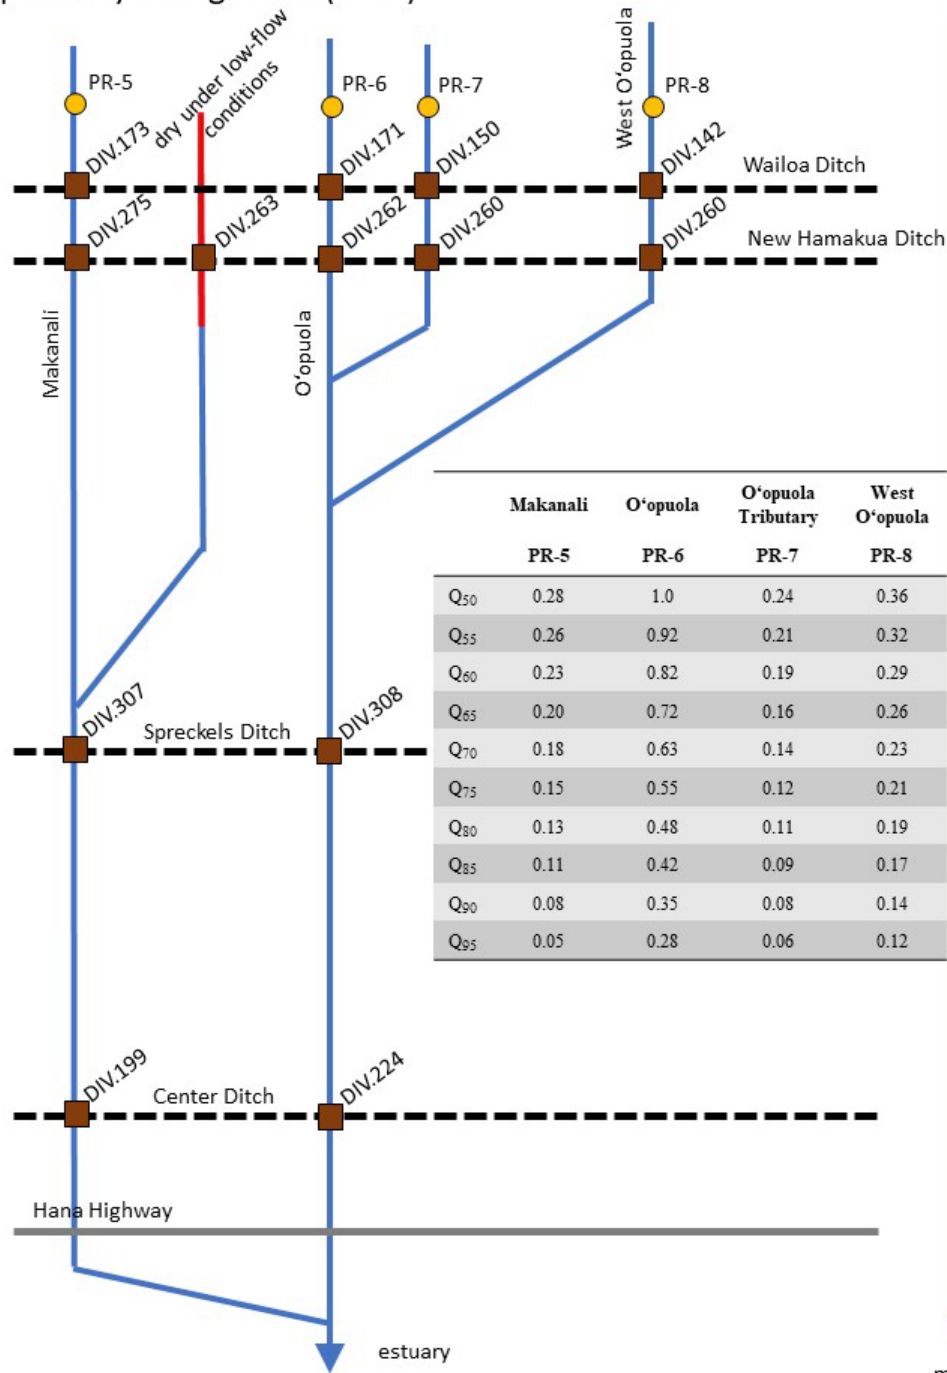 PR-5
dry under low-flow
conditions
PR-6
PR-7
West Oʻopuola
PR-8
DIV.173
DIV.171
DIV.150
DIV.142
Wailoa Ditch
DIV.275
DIV.263
DIV.262
DIV.260
DIV.260
New Hamakua Ditch
Makanali
Oʻopuola
Makanali Oʻopuola Oʻopuola Tributary West Oʻopuola
PR-5 PR-6 PR-7 PR-8
Q50 0.28 1.0 0.24 0.36
Q55 0.26 0.92 0.21 0.32
Q60 0.23 0.82 0.19 0.29
Q65 0.20 0.72 0.16 0.26
Q70 0.18 0.63 0.14 0.23
Q75 0.15 0.55 0.12 0.21
Q80 0.13 0.48 0.11 0.19
Q85 0.11 0.42 0.09 0.17
Q90 0.08 0.35 0.08 0.14
Q95 0.05 0.28 0.06 0.12
DIV.307
Spreckels Ditch
DIV.308
DIV.199
Center Ditch
DIV.224
Hana Highway
estuary